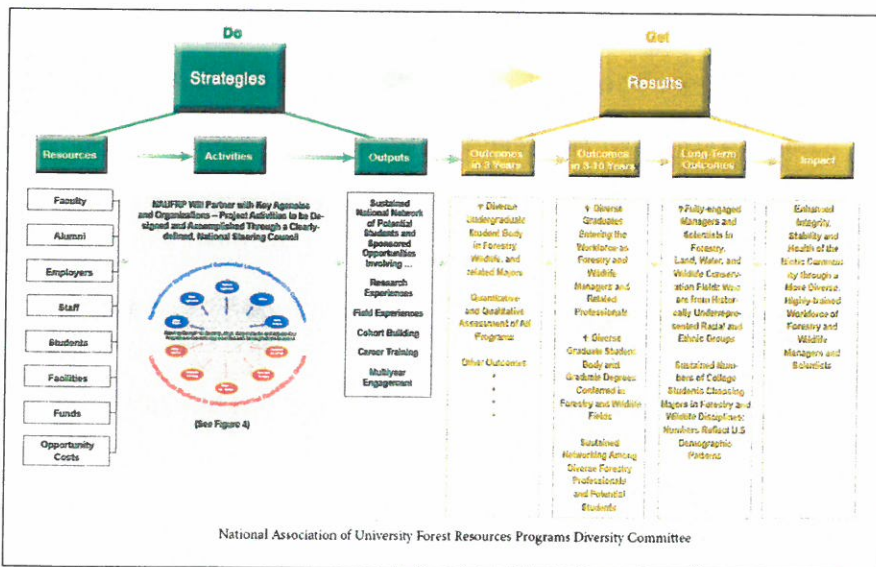 Do
Get
Strategies
Results
Resources
Activities
Outputs
Outcomes
in 3 Years
Outcomes
in 3-10 Years
Long-Term
Outcomes
Impact
Faculty
Alumni
Employers
Staff
Students
Facilities
Funds
Opportunity
Costs
NAUFRP Will Partner with Key Agencies
and Organizations – Project Activities to be De-
signed and Accomplished Through a Clearly-
defined, National Steering Council
(See Figure 4)
Sustained
National Network
of Potential
Students and
Sponsored
Opportunities
Involving ...
Research
Experiences
Field Experiences
Cohort Building
Career Training
Multiyear
Engagement
↑ Diverse
Undergraduate
Student Body
in Forestry,
Wildlife, and
related Majors
Quantitative
and Qualitative
Assessment of All
Programs
Other Outcomes
•
•
•
•
↑ Diverse
Graduates
Entering the
Workforce as
Forestry and
Wildlife
Managers and
Related
Professionals
↑ Diverse
Graduate Student
Body and
Graduate Degrees
Conferred in
Forestry and Wildlife
Fields
Sustained
Networking Among
Diverse Forestry
Professionals
and Potential
Students
↑ Fully-engaged
Managers and
Scientists in
Forestry,
Land, Water, and
Wildlife Conserva-
tion Fields Who
are from Histor-
ically Underrepre-
sented Racial and
Ethnic Groups
Sustained Num-
bers of College
Students Choosing
Majors in Forestry and
Wildlife Disciplines:
Numbers Reflect U.S
Demographic
Patterns
Enhanced
Integrity,
Stability and
Health of the
Biotic Commun-
ity through a
More Diverse,
Highly-trained
Workforce of
Forestry and
Wildlife
Managers and
Scientists
National Association of University Forest Resources Programs Diversity Committee